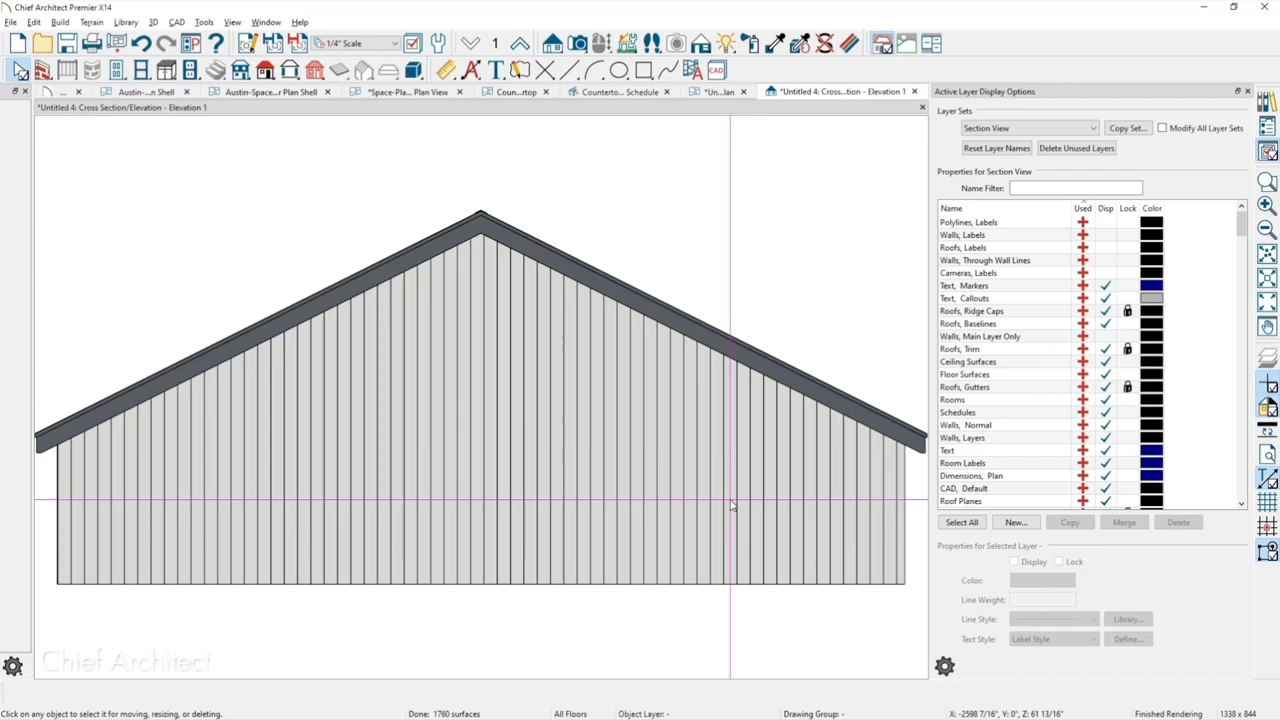 Chief Architect Premier X14
File Edit Build Terrain Library 3D CAD Tools View Window Help
1/4" Scale 1
CAD
... Austin-...n Shell Austin-Space...r Plan Shell *Space-Pla... Plan View Coun...rtop Counterto... Schedule *Un...lan *Untitled 4: Cross...tion - Elevation 1
*Untitled 4: Cross Section/Elevation - Elevation 1
Active Layer Display Options
Layer Sets
Section View Copy Set... Modify All Layer Sets
Reset Layer Names Delete Unused Layers
Properties for Section View
Name Filter:
Name Used Disp Lock Color
Polylines, Labels
Walls, Labels
Roofs, Labels
Walls, Through Wall Lines
Cameras, Labels
Text, Markers
Text, Callouts
Roofs, Ridge Caps
Roofs, Baselines
Walls, Main Layer Only
Roofs, Trim
Ceiling Surfaces
Floor Surfaces
Roofs, Gutters
Rooms
Schedules
Walls, Normal
Walls, Layers
Text
Room Labels
Dimensions, Plan
CAD, Default
Roof Planes
Select All New... Copy Merge Delete
Properties for Selected Layer -
Display Lock
Color:
Line Weight:
Line Style: Library...
Text Style: Label Style Define...
Chief Architect
Click on any object to select it for moving, resizing, or deleting. Done: 1760 surfaces All Floors Object Layer: - Drawing Group: - X: -2598 7/16", Y: 0", Z: 61 13/16" Finished Rendering 1338 x 844